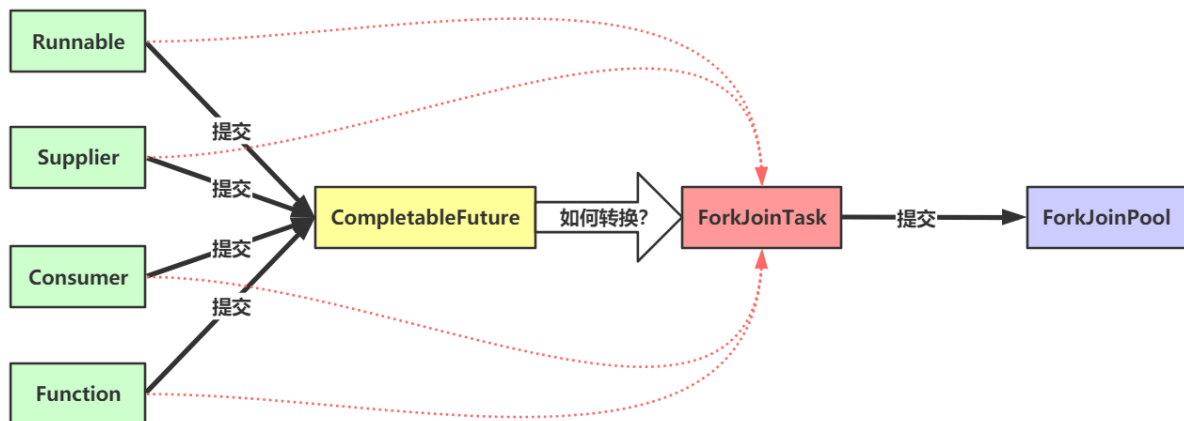 Runnable
提交
Supplier
提交
CompletableFuture
如何转换?
ForkJoinTask
提交
ForkJoinPool
提交
Consumer
提交
Function